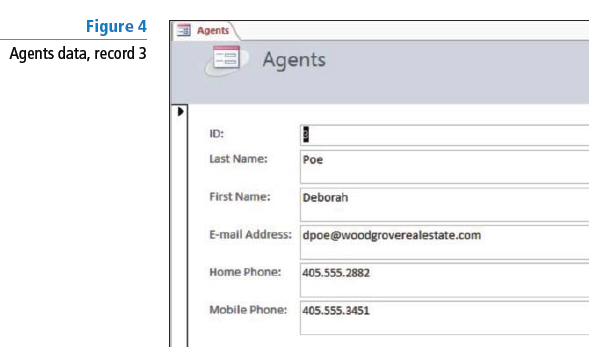 Figure 4
Agents data, record 3
Agents
Agents
ID: 3
Last Name: Poe
First Name: Deborah
E-mail Address: dpoe@woodgroverealestate.com
Home Phone: 405.555.2882
Mobile Phone: 405.555.3451